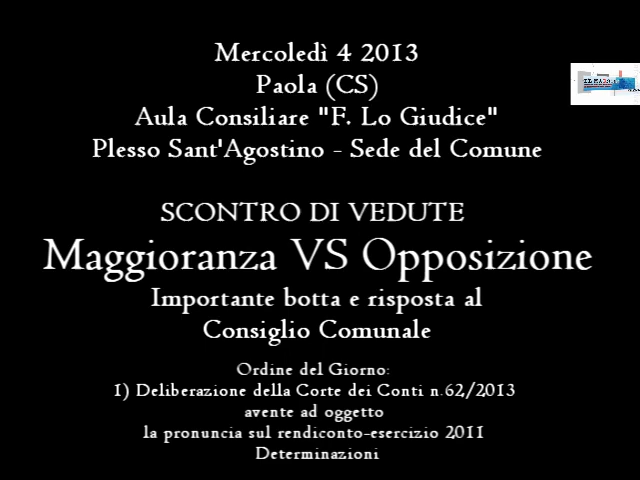 Mercoledì 4 2013
Paola (CS)
Aula Consiliare "F. Lo Giudice"
Plesso Sant'Agostino - Sede del Comune
SCONTRO DI VEDUTE
Maggioranza VS Opposizione
Importante botta e risposta al
Consiglio Comunale
Ordine del Giorno:
1) Deliberazione della Corte dei Conti n.62/2013
avente ad oggetto
la pronuncia sul rendiconto-esercizio 2011
Determinazioni